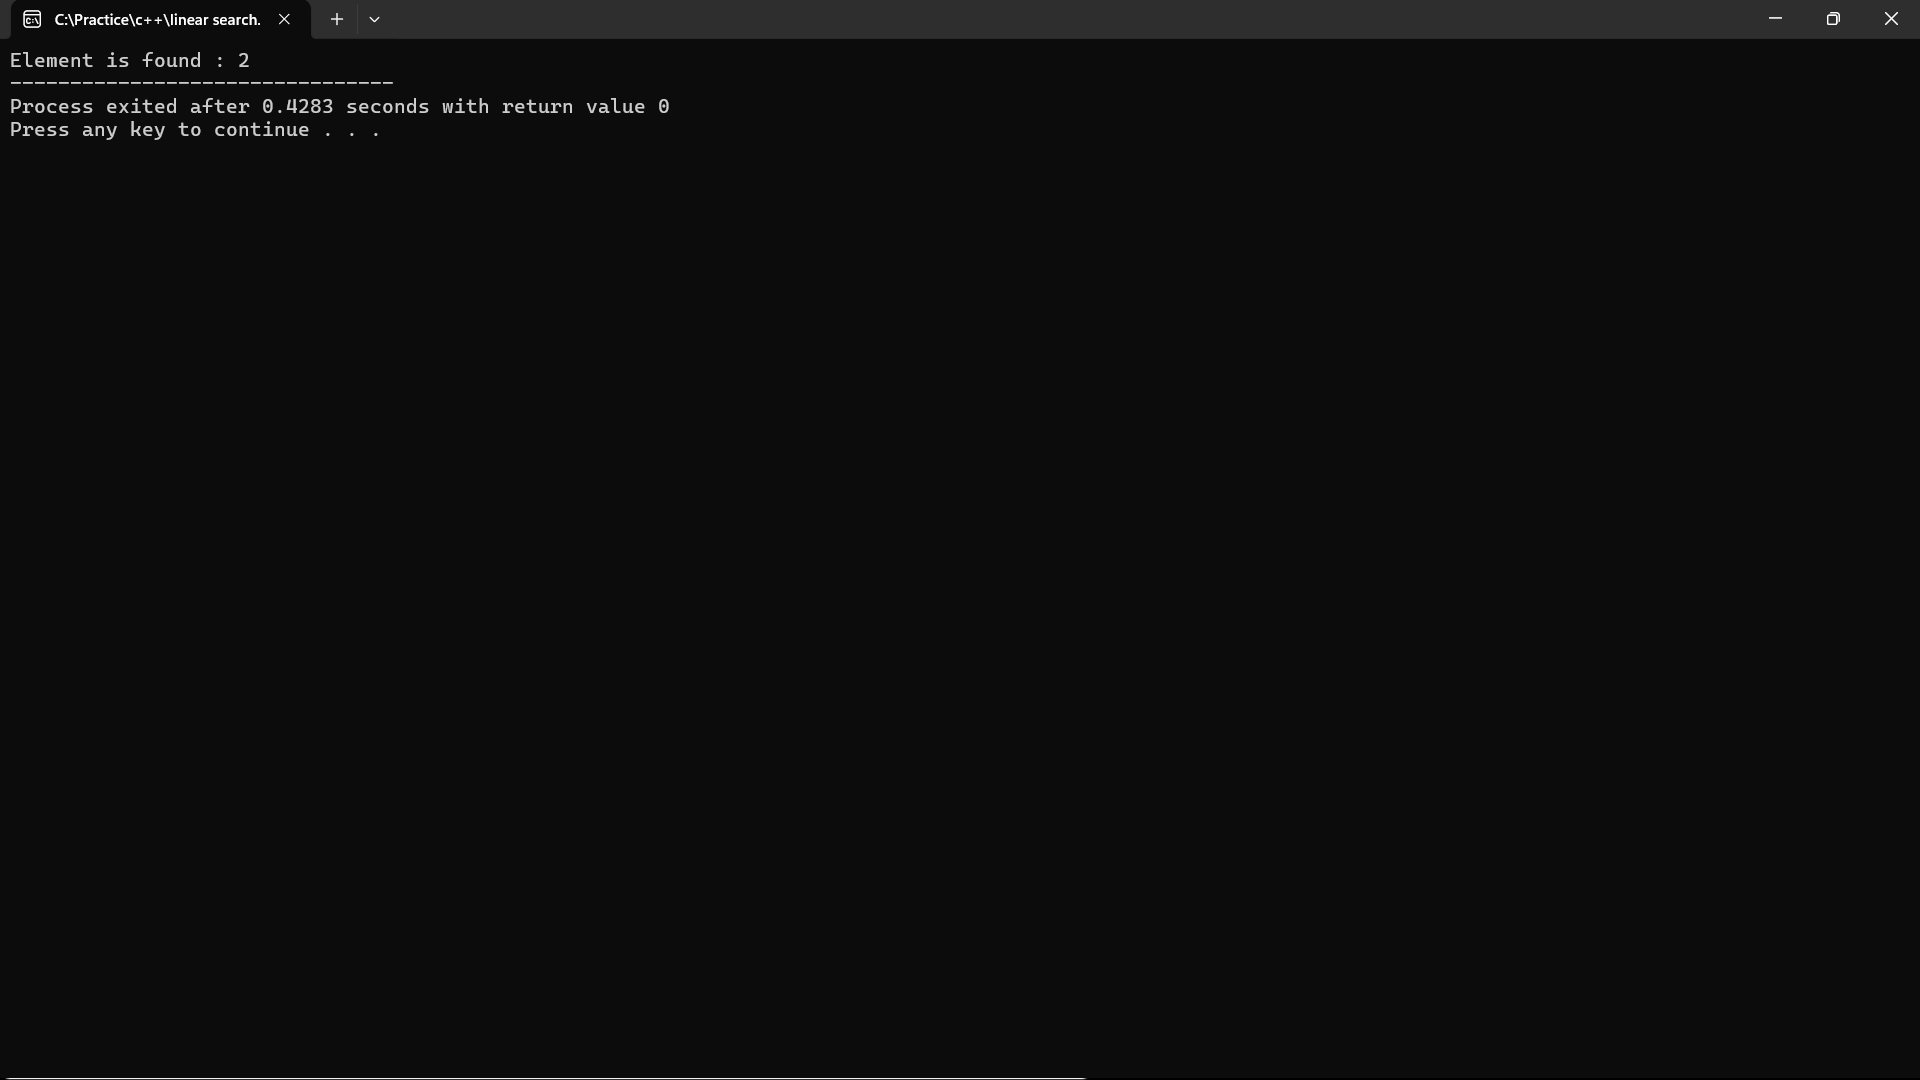 C:\Practice\c++\linear search.
Element is found : 2
--------------------------------
Process exited after 0.4283 seconds with return value 0
Press any key to continue . . .